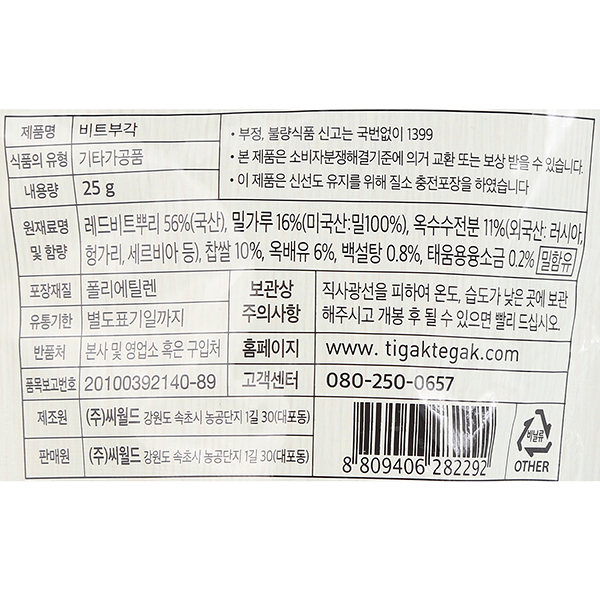 제품명 비트부각
식품의 유형 기타가공품
내용량 25 g
• 부정, 불량식품 신고는 국번없이 1399
• 본 제품은 소비자분쟁해결기준에 의거 교환 또는 보상 받을 수 있습니다.
• 이 제품은 신선도 유지를 위해 질소 충전포장을 하였습니다
원재료명 및 함량
레드비트뿌리 56%(국산), 밀가루 16%(미국산:밀100%), 옥수수전분 11%(외국산: 러시아,
헝가리, 세르비아 등), 찹쌀 10%, 옥배유 6%, 백설탕 0.8%, 태움용융소금 0.2% 밀함유
포장재질 폴리에틸렌
유통기한 별도표기일까지
보관상 주의사항
직사광선을 피하여 온도, 습도가 낮은 곳에 보관
해주시고 개봉 후 될 수 있으면 빨리 드십시오.
반품처 본사 및 영업소 혹은 구입처
홈페이지 www. tigaktegak.com
품목보고번호 20100392140-89
고객센터 080-250-0657
제조원 (주)씨월드 강원도 속초시 농공단지 1길 30(대포동)
판매원 (주)씨월드 강원도 속초시 농공단지 1길 30(대포동)
8 809406 282292
비닐류
OTHER